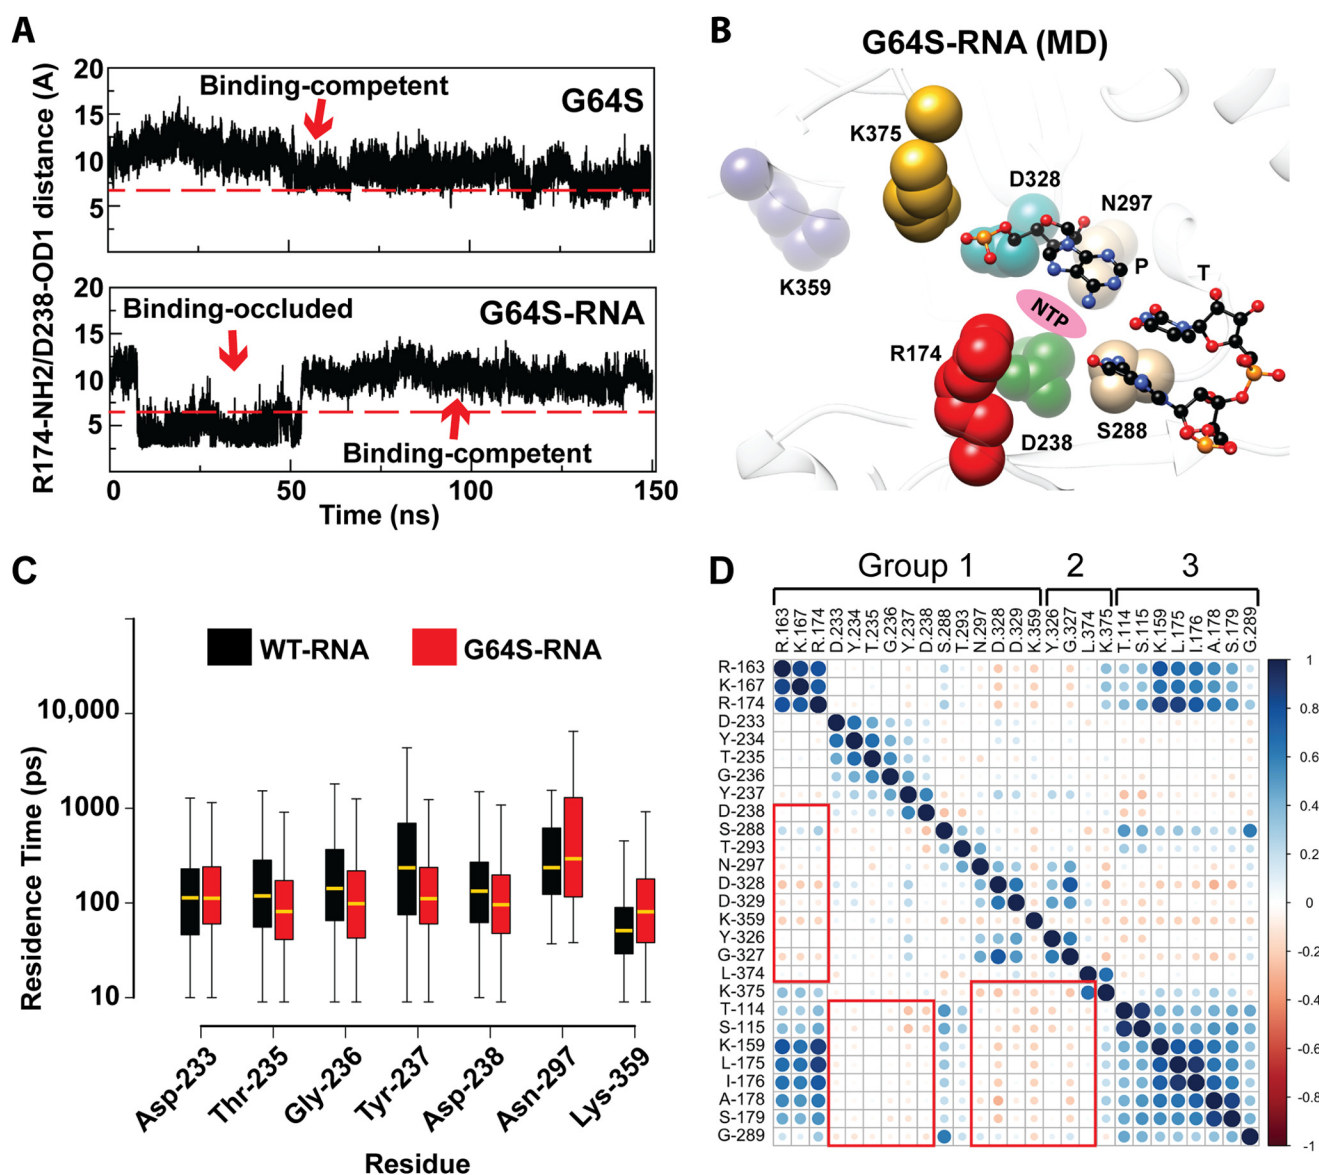 A
R174-NH2/D238-OD1 distance (A)
20
15
10
5
Binding-competent
G64S
20
15
10
5
Binding-occluded
G64S-RNA
Binding-competent
0 50 100 150
Time (ns)
B
G64S-RNA (MD)
K375
D328
N297
K359
P
T
NTP
R174
D238
S288
C
Residence Time (ps)
WT-RNA
G64S-RNA
10,000
1000
100
10
Asp-233 Thr-235 Gly-236 Tyr-237 Asp-238 Asn-297 Lys-359
Residue
D
Group 1 2 3
R.163 K.167 R.174 D.233 Y.234 T.235 G.236 Y.237 D.238 S.288 T.293 N.297 D.328 D.329 K.359 Y.326 G.327 L.374 K.375 T.114 S.115 K.159 L.175 I.176 A.178 S.179 G.289
R-163
K-167
R-174
D-233
Y-234
T-235
G-236
Y-237
D-238
S-288
T-293
N-297
D-328
D-329
K-359
Y-326
G-327
L-374
K-375
T-114
S-115
K-159
L-175
I-176
A-178
S-179
G-289
1
0.8
0.6
0.4
0.2
0
-0.2
-0.4
-0.6
-0.8
-1